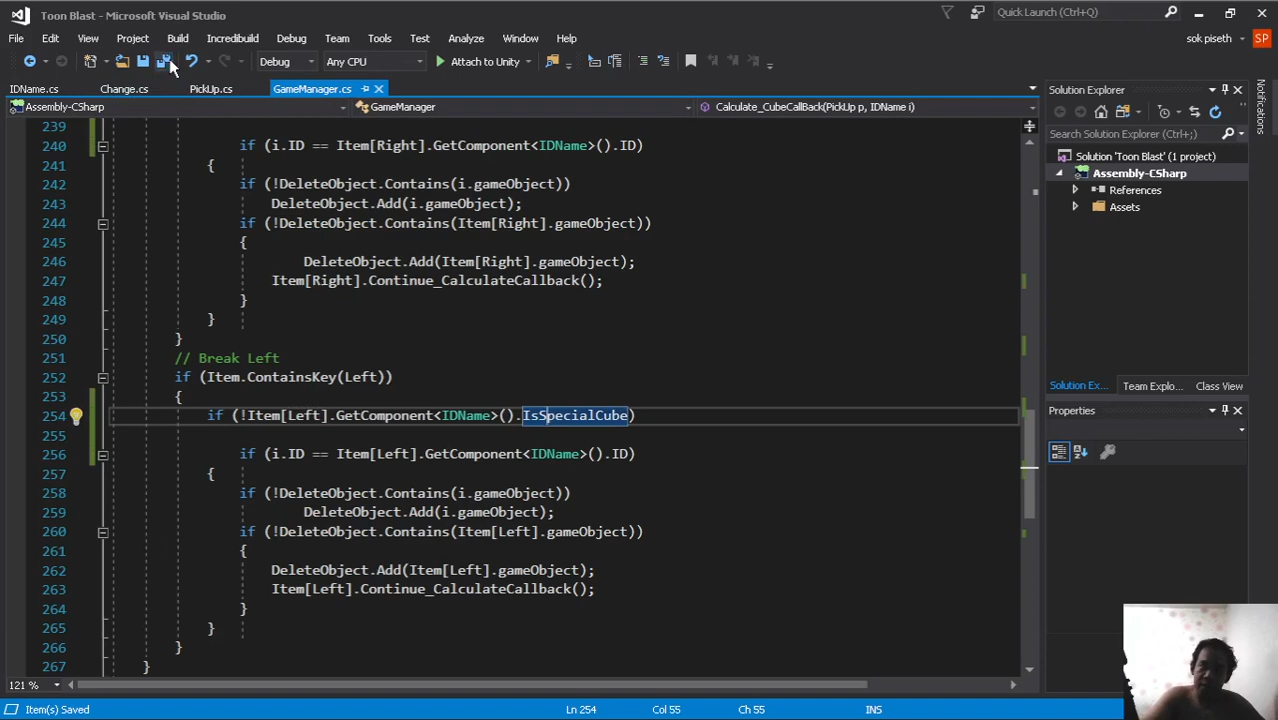 Toon Blast - Microsoft Visual Studio
Quick Launch (Ctrl+Q)
File Edit View Project Build Incredibuild Debug Team Tools Test Analyze Window Help
sok piseth SP
Debug Any CPU Attach to Unity
IDName.cs Change.cs PickUp.cs GameManager.cs
Assembly-CSharp GameManager Calculate_CubeCallBack(PickUp p, IDName i)
239
240 if (i.ID == Item[Right].GetComponent<IDName>().ID)
241 {
242 if (!DeleteObject.Contains(i.gameObject))
243 DeleteObject.Add(i.gameObject);
244 if (!DeleteObject.Contains(Item[Right].gameObject))
245 {
246 DeleteObject.Add(Item[Right].gameObject);
247 Item[Right].Continue_CalculateCallback();
248 }
249 }
250 }
251 // Break Left
252 if (Item.ContainsKey(Left))
253 {
254 if (!Item[Left].GetComponent<IDName>().IsSpecialCube)
255
256 if (i.ID == Item[Left].GetComponent<IDName>().ID)
257 {
258 if (!DeleteObject.Contains(i.gameObject))
259 DeleteObject.Add(i.gameObject);
260 if (!DeleteObject.Contains(Item[Left].gameObject))
261 {
262 DeleteObject.Add(Item[Left].gameObject);
263 Item[Left].Continue_CalculateCallback();
264 }
265 }
266 }
267 }
121 %
Item(s) Saved Ln 254 Col 55 Ch 55 INS
Solution Explorer
Search Solution Explorer (Ctrl+;)
Solution 'Toon Blast' (1 project)
Assembly-CSharp
References
Assets
Solution Ex... Team Explo... Class View
Properties
Notifications